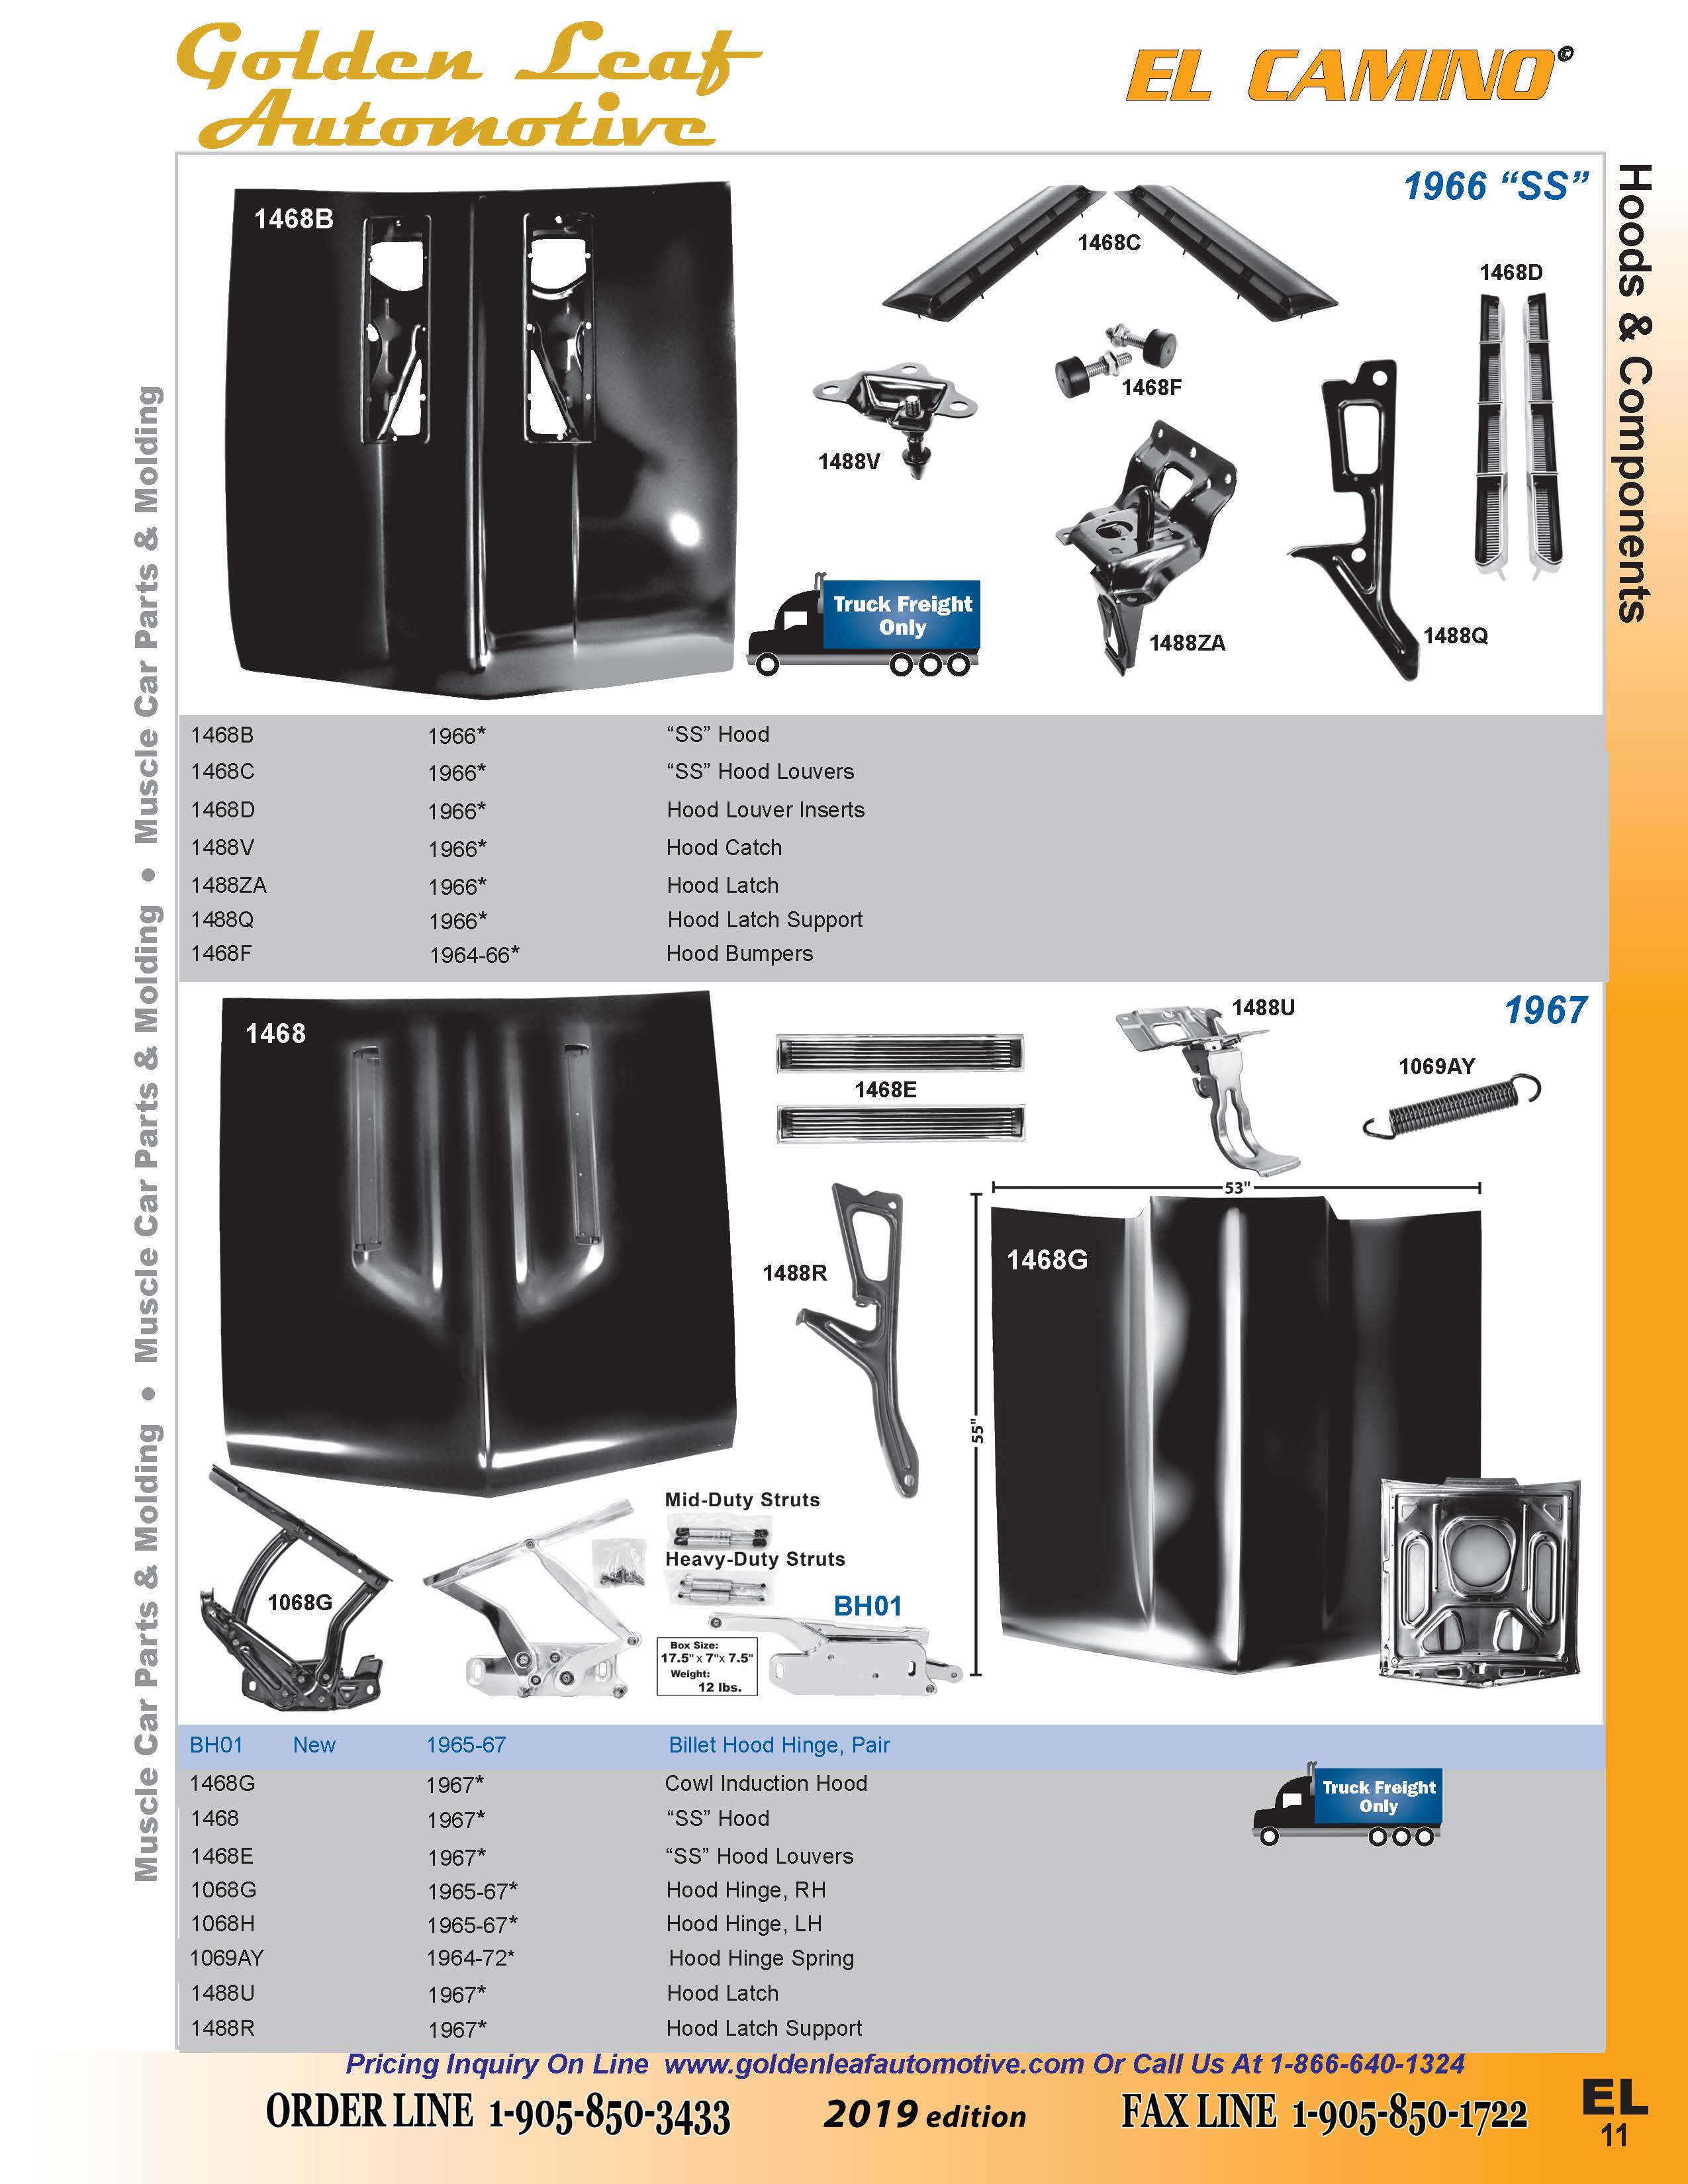 Golden Leaf
Automotive
EL CAMINO©
Hoods & Components
Muscle Car Parts & Molding • Muscle Car Parts & Molding • Muscle Car Parts & Molding
1966 “SS”
1468B
1468C
1468D
1468F
1488V
1488ZA
1488Q
Truck Freight
Only
1468B 1966* “SS” Hood
1468C 1966* “SS” Hood Louvers
1468D 1966* Hood Louver Inserts
1488V 1966* Hood Catch
1488ZA 1966* Hood Latch
1488Q 1966* Hood Latch Support
1468F 1964-66* Hood Bumpers
1967
1468
1468E
1488U
1069AY
53"
1488R
1468G
55"
Mid-Duty Struts
Heavy-Duty Struts
1068G
BH01
Box Size:
17.5" x 7"x 7.5"
Weight:
12 lbs.
BH01 New 1965-67 Billet Hood Hinge, Pair
1468G 1967* Cowl Induction Hood
1468 1967* “SS” Hood
1468E 1967* “SS” Hood Louvers
1068G 1965-67* Hood Hinge, RH
1068H 1965-67* Hood Hinge, LH
1069AY 1964-72* Hood Hinge Spring
1488U 1967* Hood Latch
1488R 1967* Hood Latch Support
Truck Freight
Only
Pricing Inquiry On Line www.goldenleafautomotive.com Or Call Us At 1-866-640-1324
ORDER LINE 1-905-850-3433 2019 edition FAX LINE 1-905-850-1722
EL
11